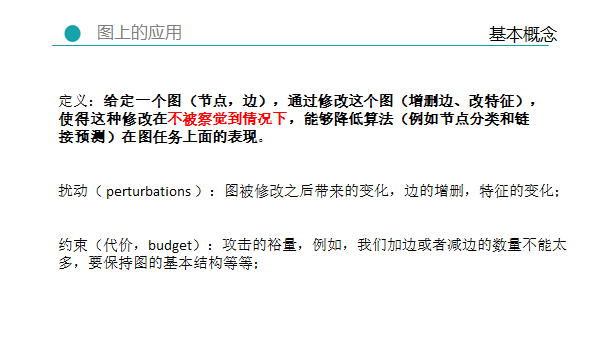 图上的应用
基本概念
定义：给定一个图（节点，边），通过修改这个图（增删边、改特征），
使得这种修改在不被察觉到情况下，能够降低算法（例如节点分类和链
接预测）在图任务上面的表现。
扰动（ perturbations ）：图被修改之后带来的变化，边的增删，特征的变化；
约束（代价，budget）：攻击的裕量，例如，我们加边或者减边的数量不能太
多，要保持图的基本结构等等；